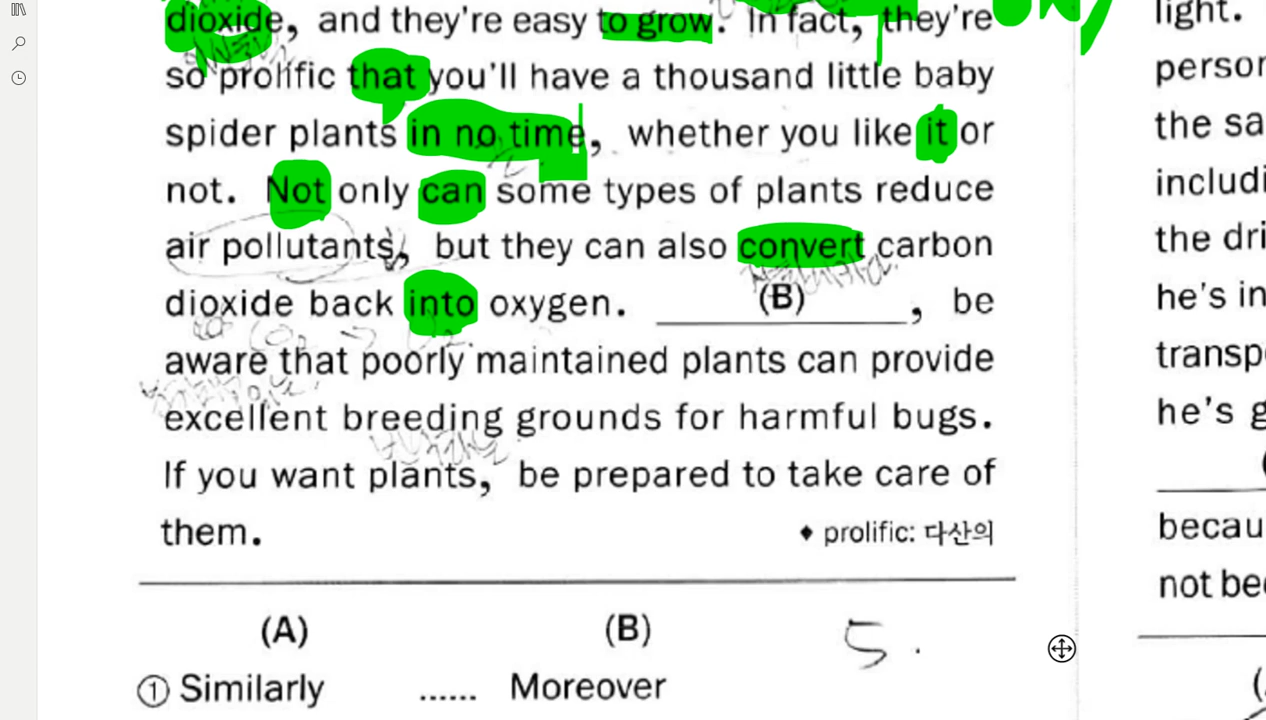 dioxide, and they're easy to grow. In fact, they're
so prolific that you'll have a thousand little baby
spider plants in no time, whether you like it or
not. Not only can some types of plants reduce
air pollutants, but they can also convert carbon
dioxide back into oxygen. (B) , be
aware that poorly maintained plants can provide
excellent breeding grounds for harmful bugs.
If you want plants, be prepared to take care of
them. ♦ prolific: 다산의
(A) (B) 5.
① Similarly ...... Moreover
light.
the sa
the dri
he's in
he's g
not be